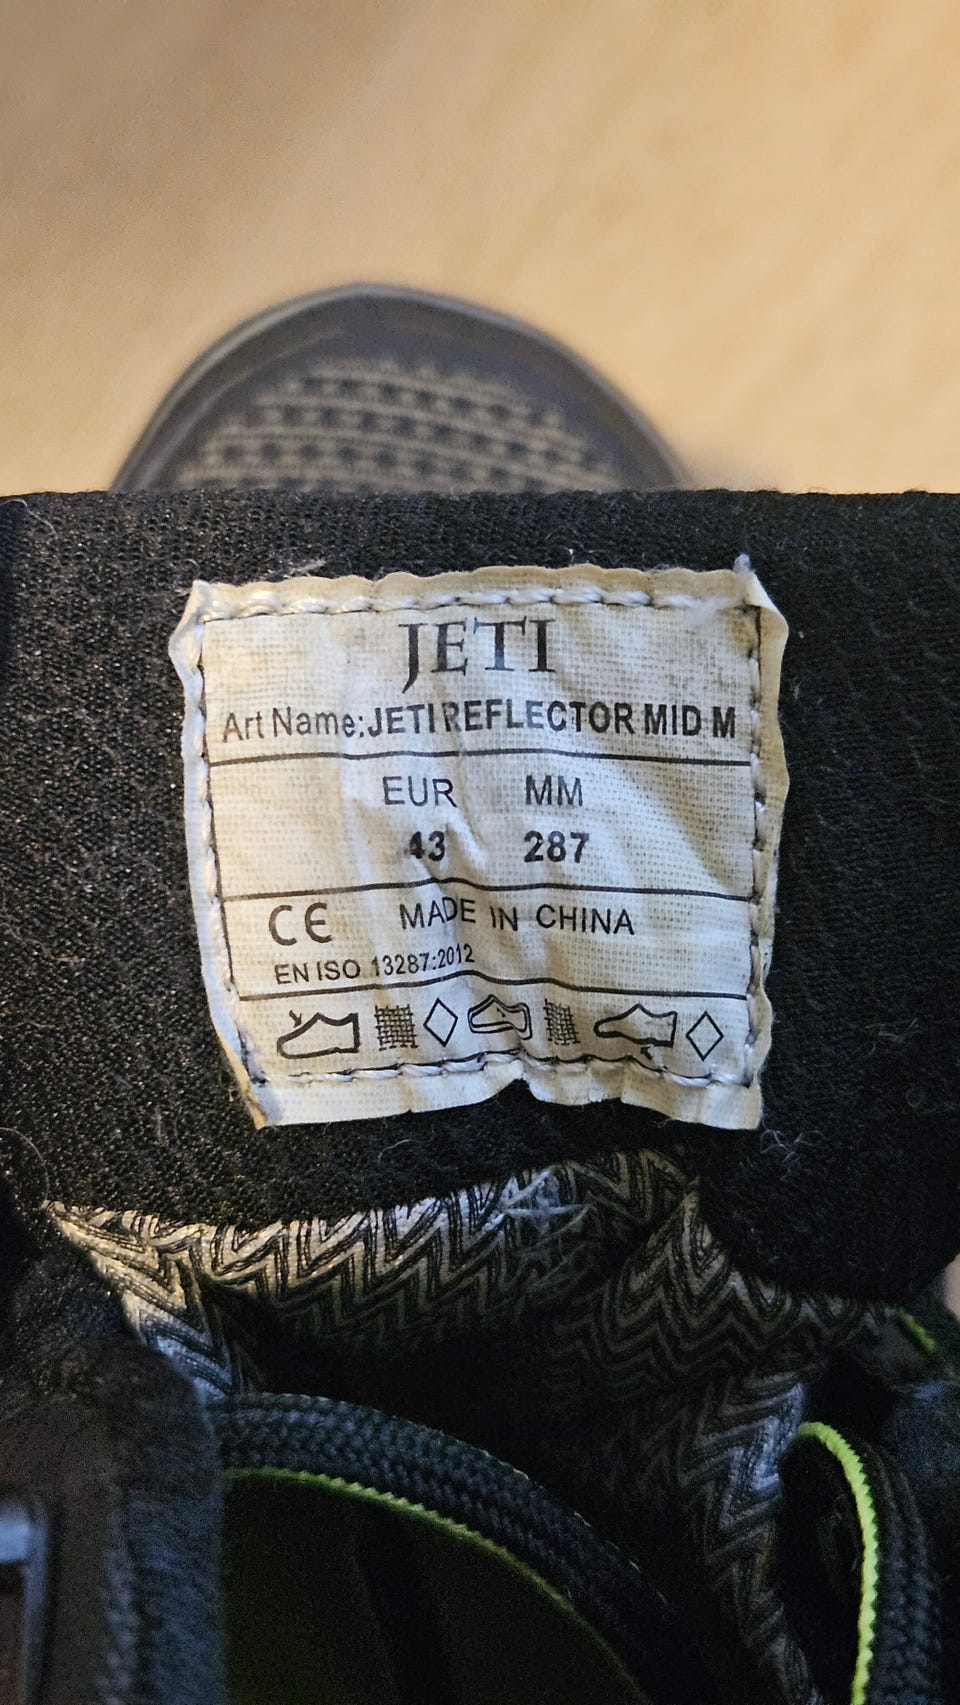 JETI
Art Name:JETI REFLECTOR MID M
EUR MM
43 287
CE MADE IN CHINA
EN ISO 13287:2012